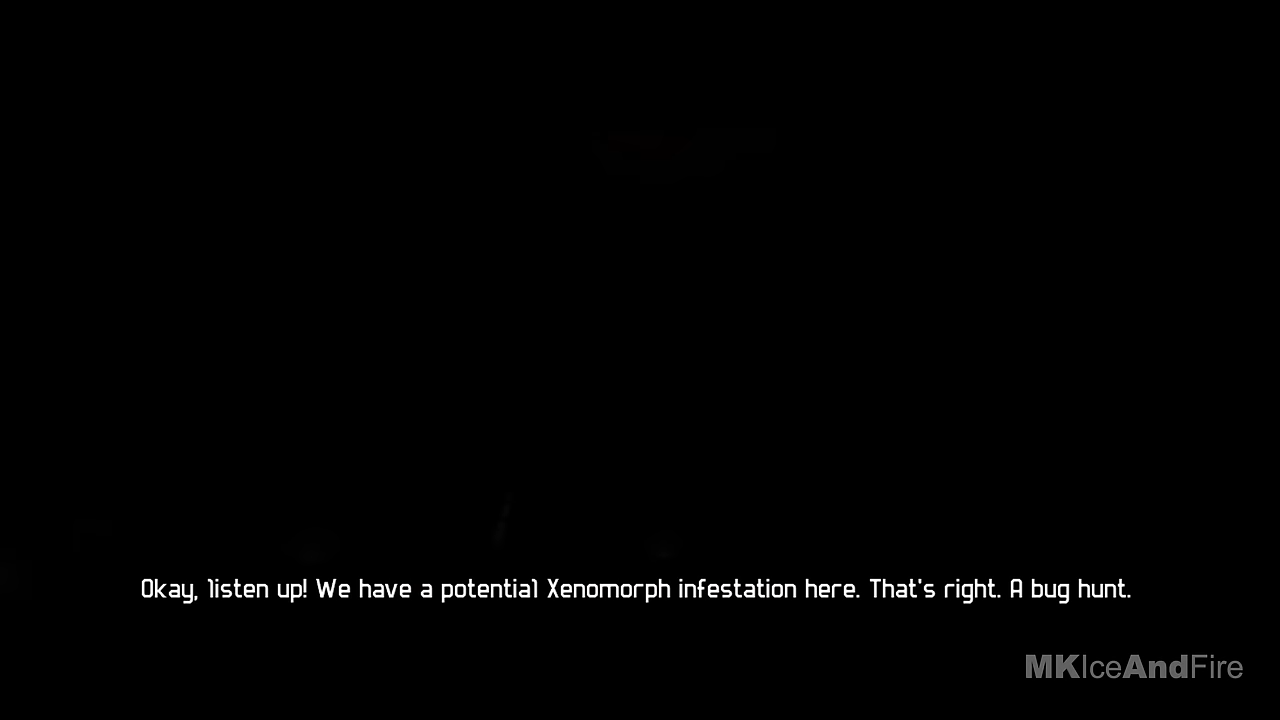 Okay, listen up! We have a potential Xenomorph infestation here. That's right. A bug hunt.
MKIceAndFire